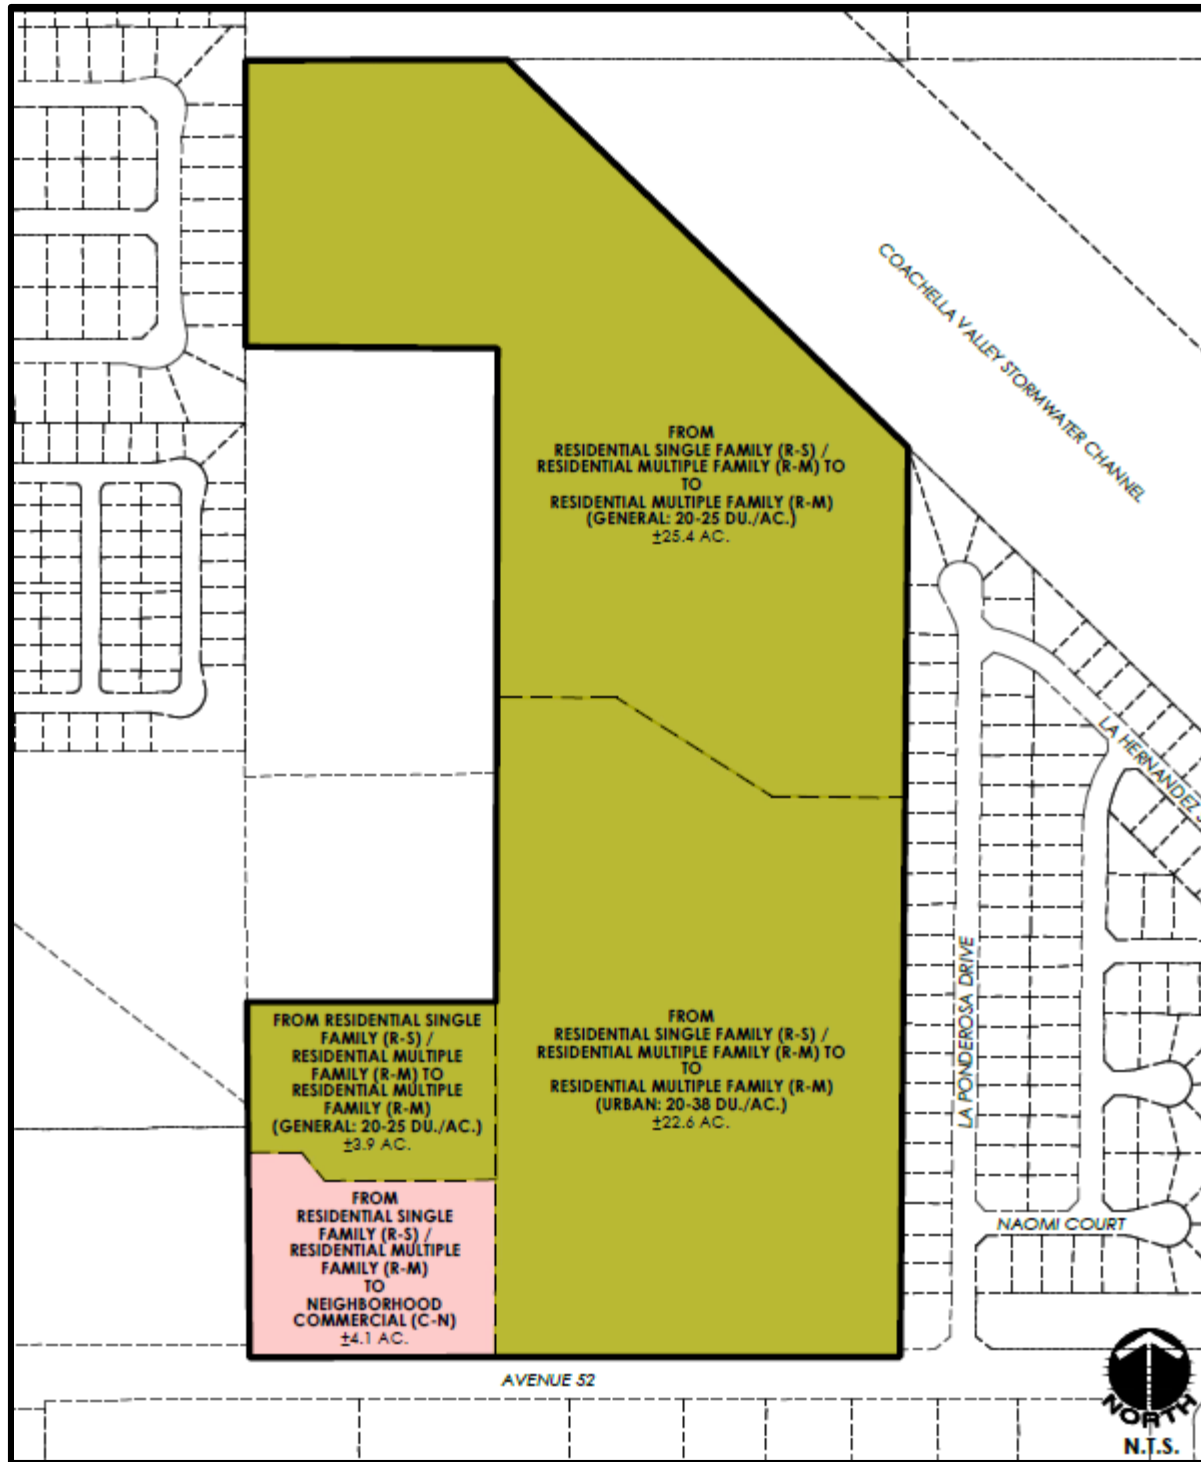 COACHELLA VALLEY STORMWATER CHANNEL
FROM
RESIDENTIAL SINGLE FAMILY (R-S) /
RESIDENTIAL MULTIPLE FAMILY (R-M) TO
TO
RESIDENTIAL MULTIPLE FAMILY (R-M)
(GENERAL: 20-25 DU./AC.)
±25.4 AC.
LA HERNANDEZ
LA PONDEROSA DRIVE
FROM RESIDENTIAL SINGLE
FAMILY (R-S) /
RESIDENTIAL MULTIPLE
FAMILY (R-M) TO
RESIDENTIAL MULTIPLE
FAMILY (R-M)
(GENERAL: 20-25 DU./AC.)
±3.9 AC.
FROM
RESIDENTIAL SINGLE FAMILY (R-S) /
RESIDENTIAL MULTIPLE FAMILY (R-M) TO
TO
RESIDENTIAL MULTIPLE FAMILY (R-M)
(URBAN: 20-38 DU./AC.)
±22.6 AC.
FROM
RESIDENTIAL SINGLE
FAMILY (R-S) /
RESIDENTIAL MULTIPLE
FAMILY (R-M)
TO
NEIGHBORHOOD
COMMERCIAL (C-N)
±4.1 AC.
NAOMI COURT
AVENUE 52
NORTH
N.T.S.